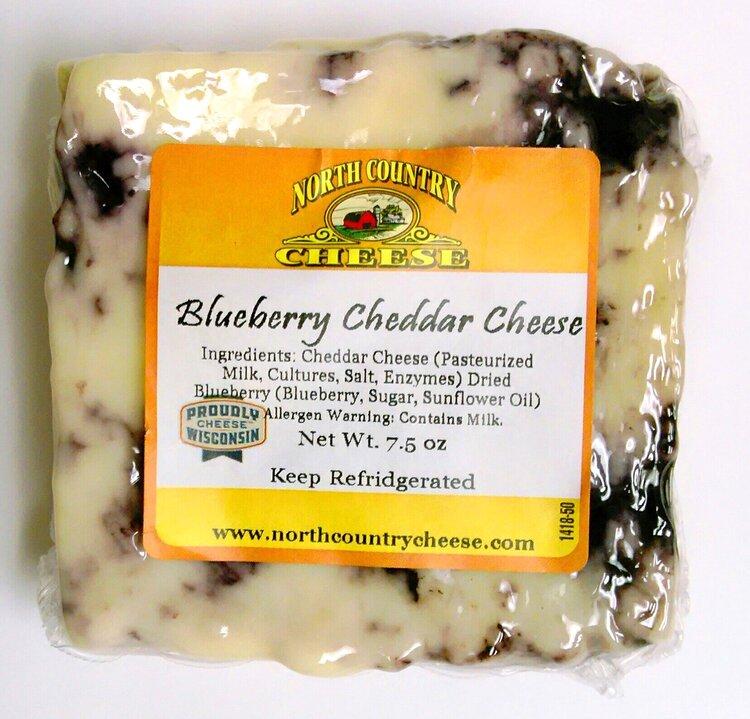 NORTH COUNTRY
CHEESE
Blueberry Cheddar Cheese
Ingredients: Cheddar Cheese (Pasteurized
Milk, Cultures, Salt, Enzymes) Dried
Blueberry (Blueberry, Sugar, Sunflower Oil)
Allergen Warning: Contains Milk.
PROUDLY
WISCONSIN
CHEESE™
Net Wt. 7.5 oz
Keep Refridgerated
www.northcountrycheese.com
1418-50